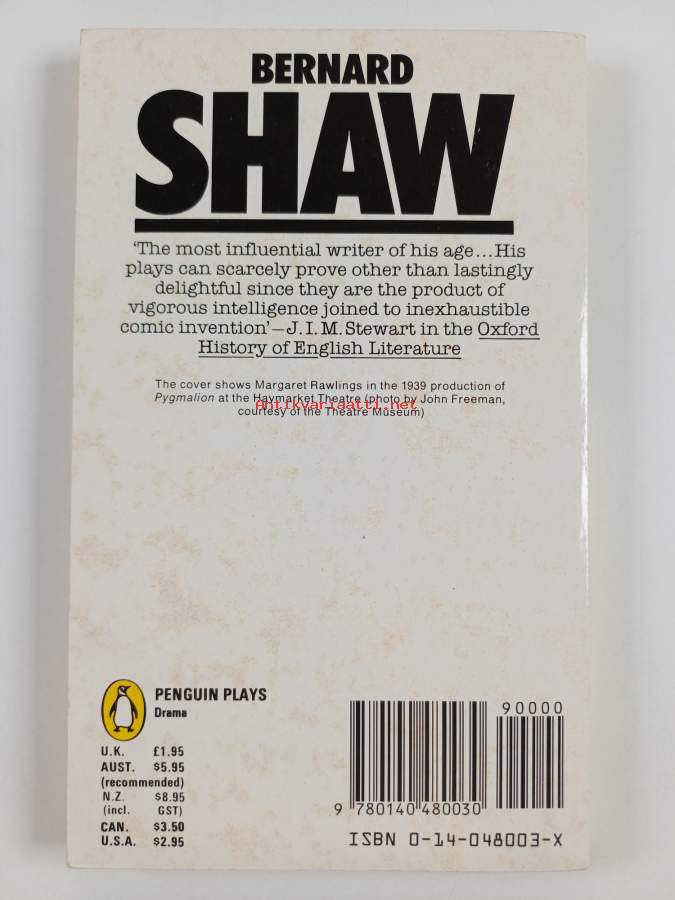 BERNARD
SHAW
‘The most influential writer of his age...His
plays can scarcely prove other than lastingly
delightful since they are the product of
vigorous intelligence joined to inexhaustible
comic invention’—J.I.M.Stewart in the Oxford
History of English Literature
The cover shows Margaret Rawlings in the 1939 production of
Pygmalion at the Haymarket Theatre (photo by John Freeman,
Antikvariaatti.net
courtesy of the Theatre Museum)
PENGUIN PLAYS
Drama
U.K. £1.95
AUST. $5.95
(recommended)
N.Z. $8.95
(incl. GST)
CAN. $3.50
U.S.A. $2.95
90000
9 780140 480030
ISBN 0-14-048003-X